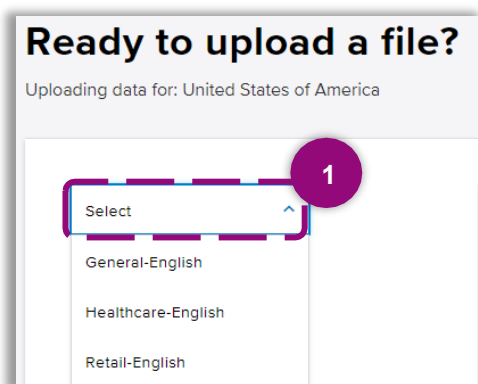 Ready to upload a file?
Uploading data for: United States of America
1
Select
General-English
Healthcare-English
Retail-English